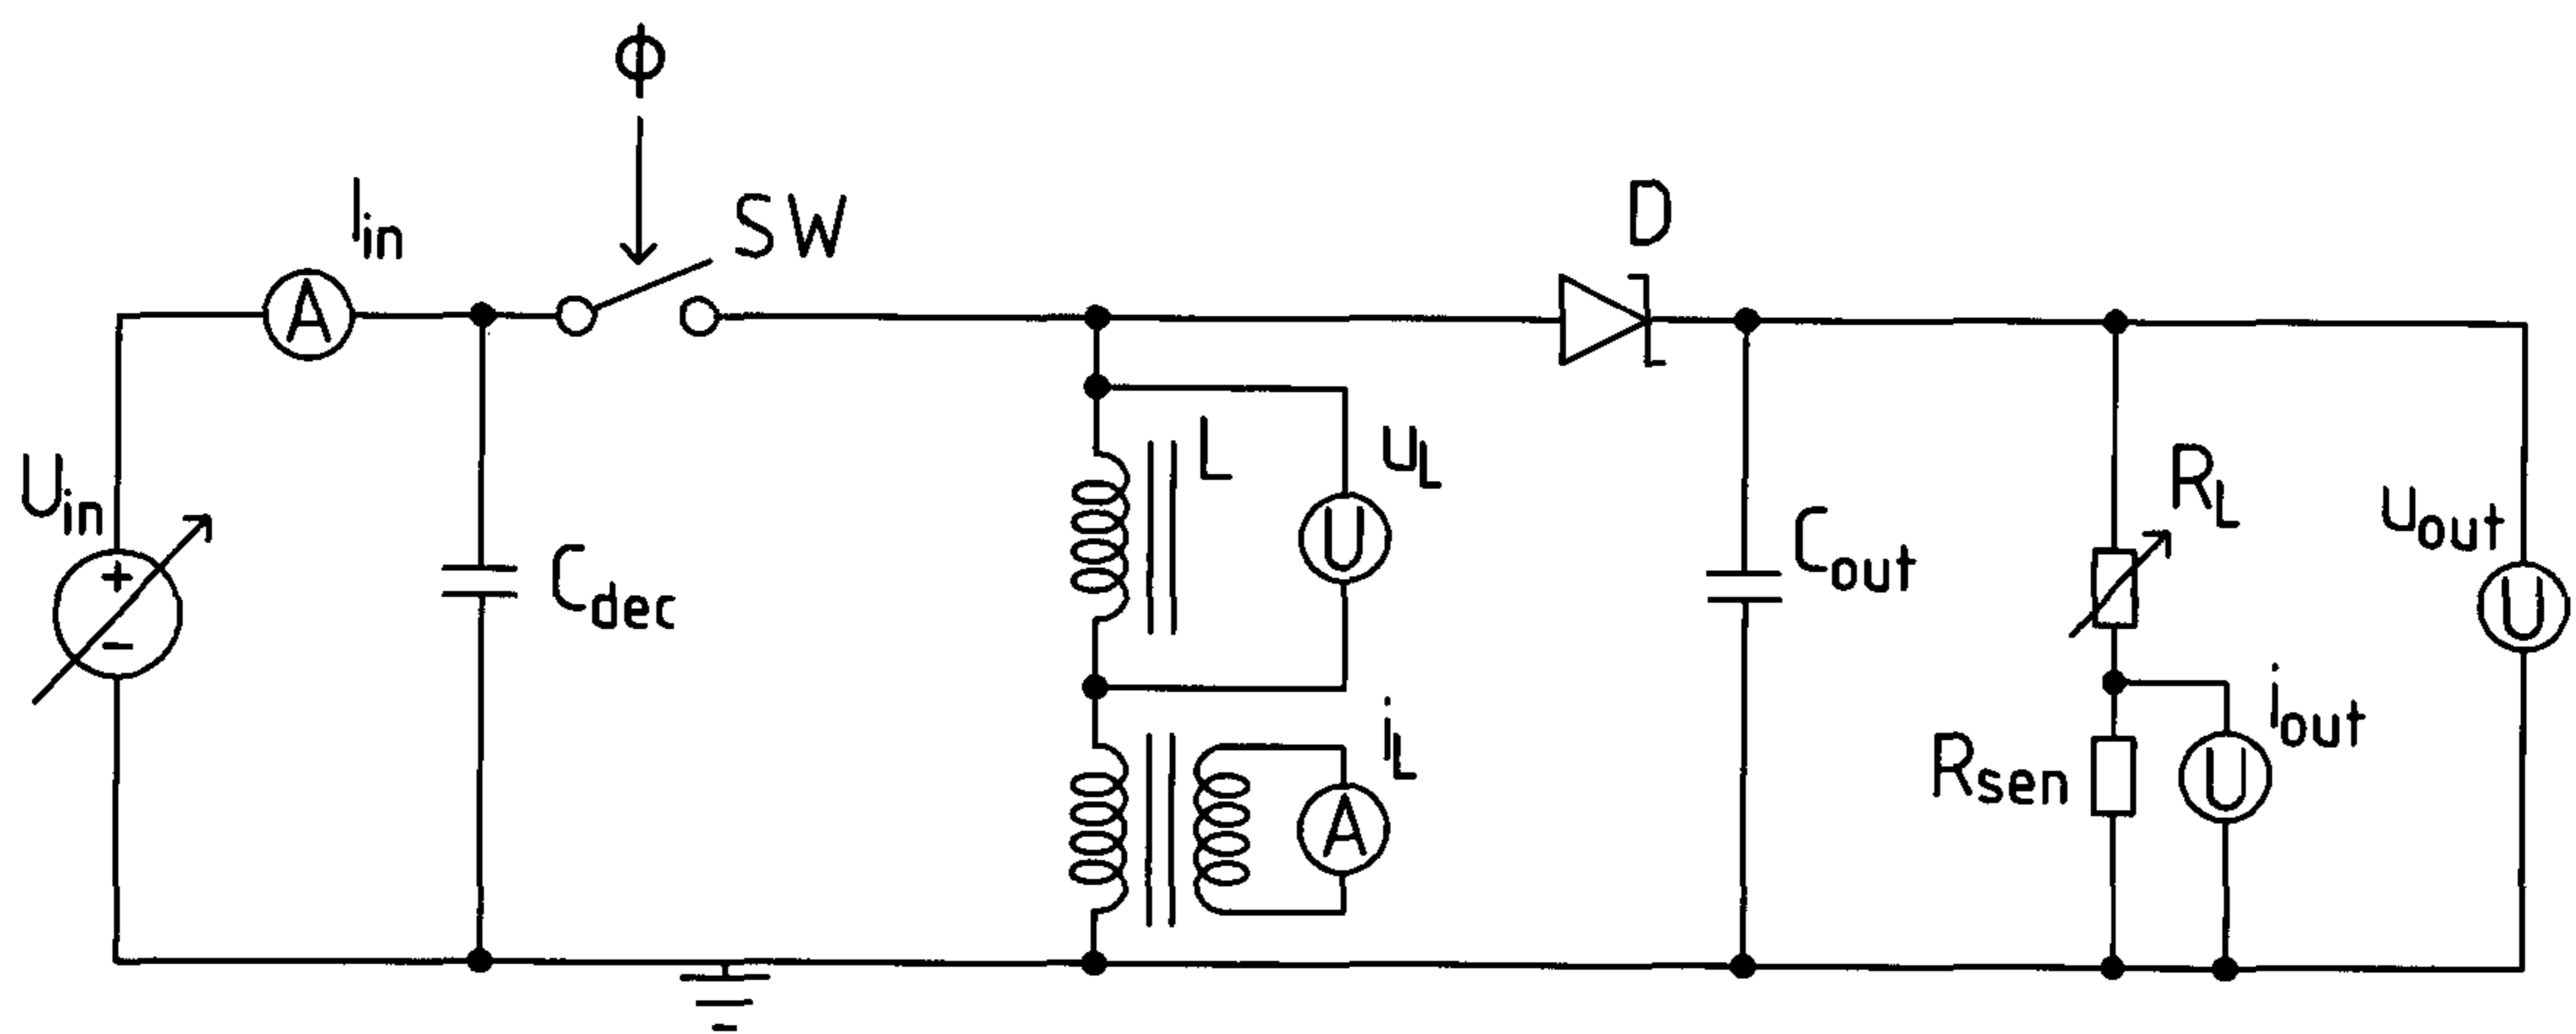 ϕ
I_in
A
SW
D
U_in
+
−
C_dec
L
u_L
U
i_L
A
C_out
R_L
u_out
U
R_sen
i_out
U